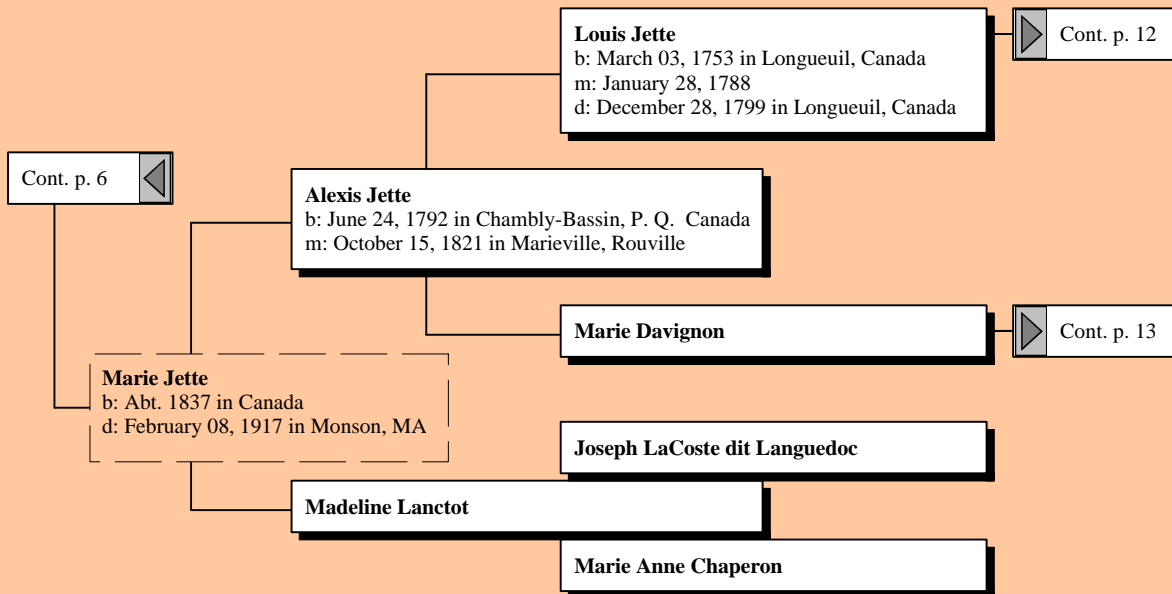 Louis Jette
b: March 03, 1753 in Longueuil, Canada
m: January 28, 1788
d: December 28, 1799 in Longueuil, Canada
Cont. p. 12
Cont. p. 6
Alexis Jette
b: June 24, 1792 in Chambly-Bassin, P. Q.  Canada
m: October 15, 1821 in Marieville, Rouville
Marie Davignon
Cont. p. 13
Marie Jette
b: Abt. 1837 in Canada
d: February 08, 1917 in Monson, MA
Joseph LaCoste dit Languedoc
Madeline Lanctot
Marie Anne Chaperon